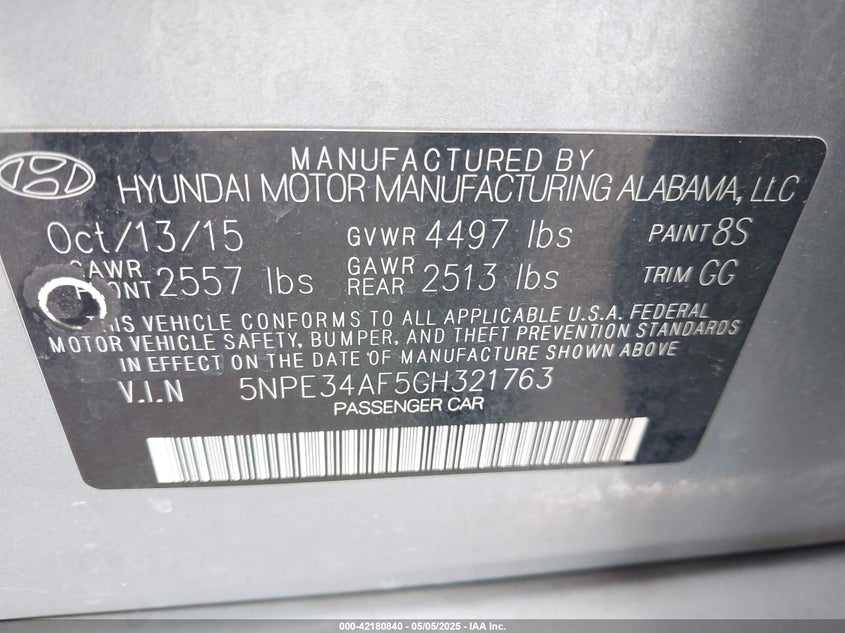 MANUFACTURED BY
HYUNDAI MOTOR MANUFACTURING ALABAMA, LLC
Oct/13/15 GVWR 4497 lbs PAINT 8S
2557 lbs GAWR REAR 2513 lbs TRIM GG
VEHICLE CONFORMS TO ALL APPLICABLE U.S.A. FEDERAL
MOTOR VEHICLE SAFETY, BUMPER, AND THEFT PREVENTION STANDARDS
IN EFFECT ON THE DATE OF MANUFACTURE SHOWN ABOVE
V.I.N 5NPE34AF5GH321763
PASSENGER CAR
000-42180840 - 05/05/2025 - IAA Inc.